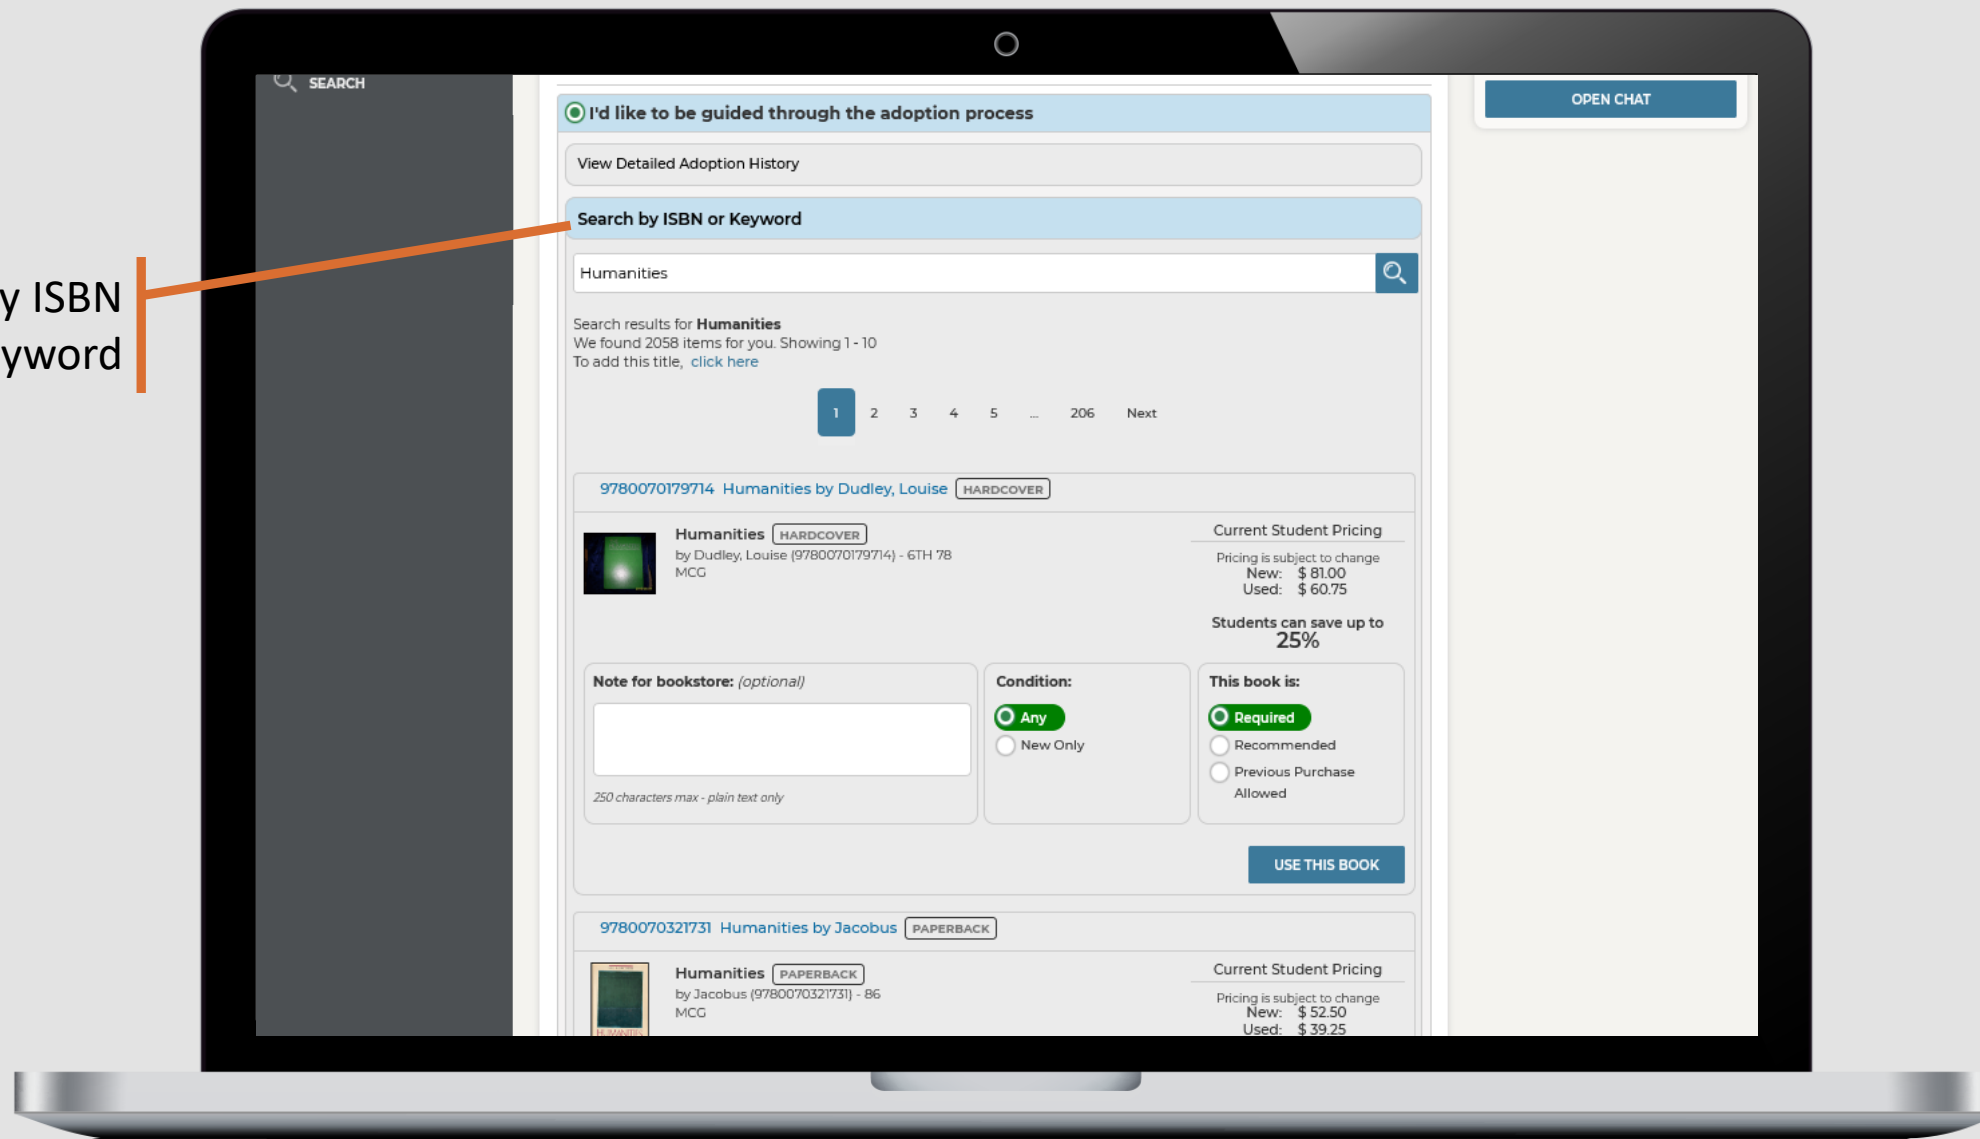 SEARCH
OPEN CHAT
I'd like to be guided through the adoption process
View Detailed Adoption History
Search by ISBN or Keyword
y ISBN
yword
Humanities
Search results for Humanities
We found 2058 items for you. Showing 1 - 10
To add this title, click here
1 2 3 4 5 ... 206 Next
9780070179714 Humanities by Dudley, Louise HARDCOVER
Humanities HARDCOVER
by Dudley, Louise (9780070179714) - 6TH 78
MCG
Current Student Pricing
Pricing is subject to change
New: $ 81.00
Used: $ 60.75
Students can save up to
25%
Note for bookstore: (optional)
250 characters max - plain text only
Condition:
Any
New Only
This book is:
Required
Recommended
Previous Purchase
Allowed
USE THIS BOOK
9780070321731 Humanities by Jacobus PAPERBACK
Humanities PAPERBACK
by Jacobus (9780070321731) - 86
MCG
HUMANITIES
Current Student Pricing
Pricing is subject to change
New: $ 52.50
Used: $ 39.25